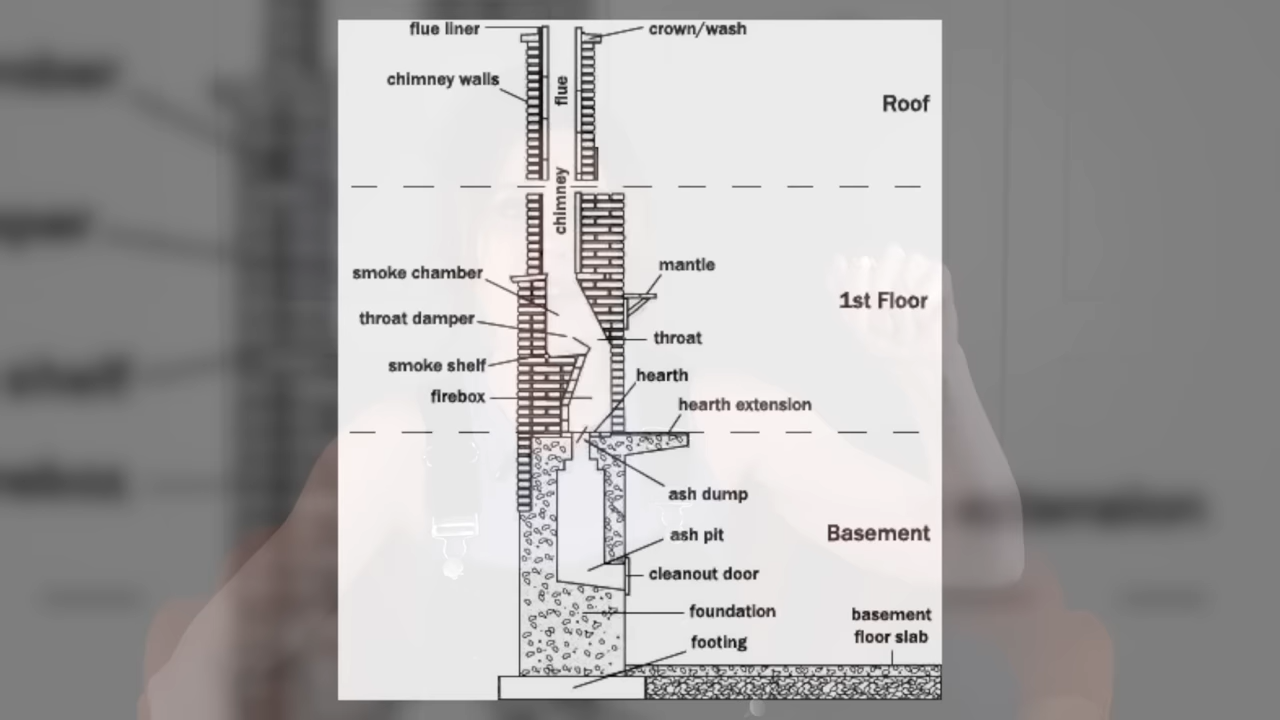 flue liner
crown/wash
chimney walls
flue
Roof
chimney
smoke chamber
mantle
1st Floor
throat damper
throat
smoke shelf
hearth
firebox
hearth extension
ash dump
ash pit
Basement
cleanout door
foundation
basement
floor slab
footing